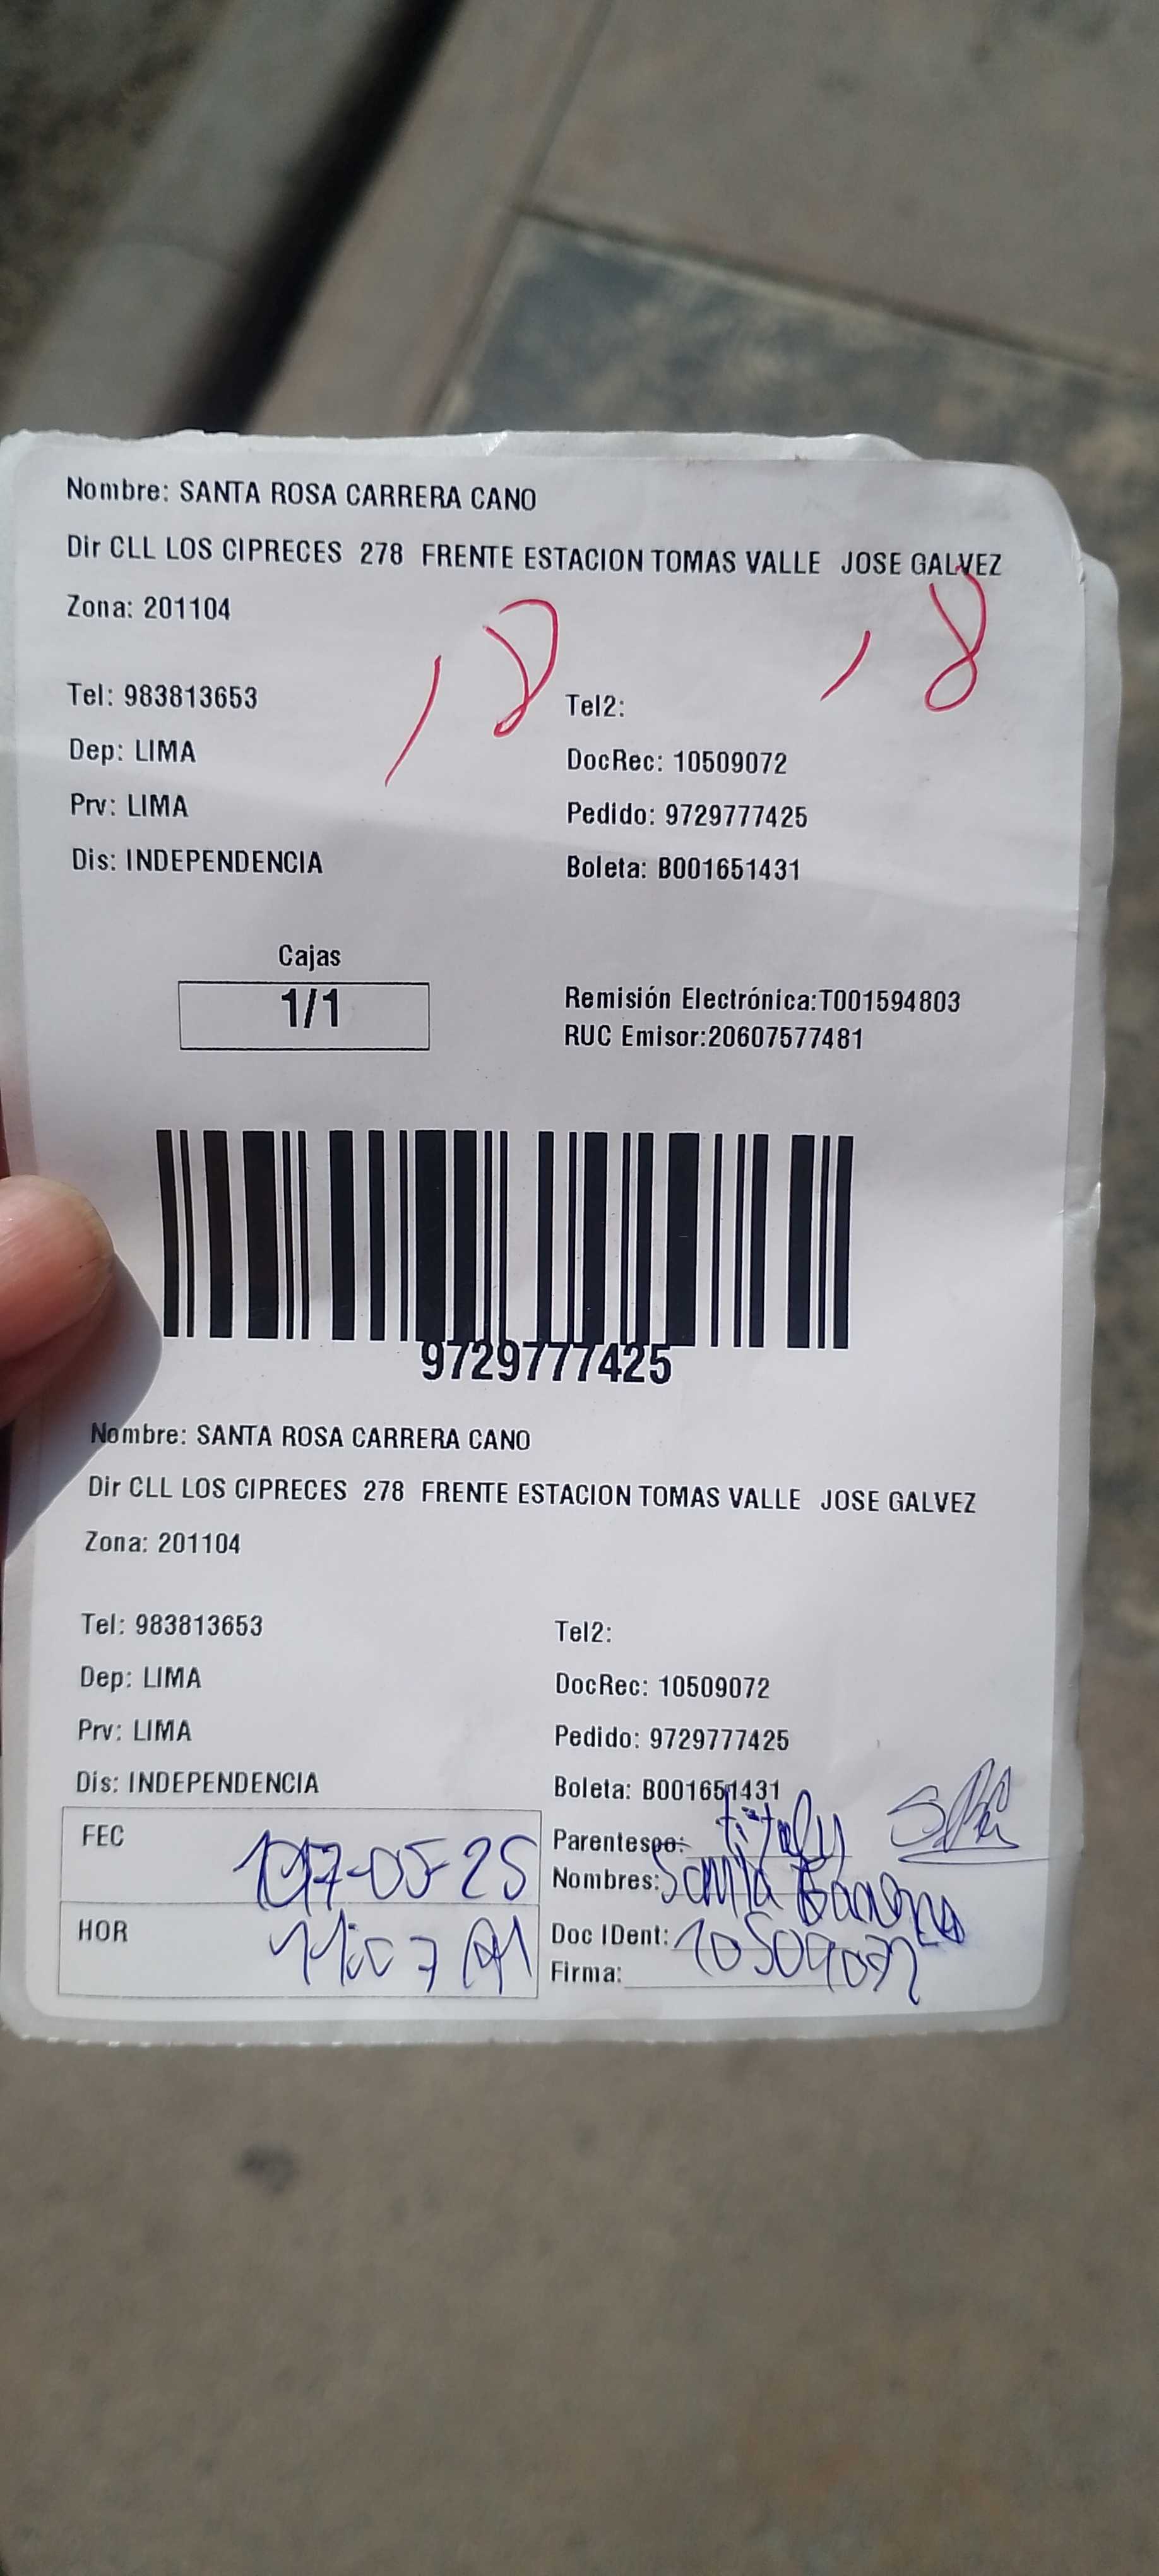 Nombre: SANTA ROSA CARRERA CANO
Dir CLL LOS CIPRECES 278 FRENTE ESTACION TOMAS VALLE JOSE GALVEZ
Zona: 201104
18 18
Tel: 983813653 Tel2:
Dep: LIMA DocRec: 10509072
Prv: LIMA Pedido: 9729777425
Dis: INDEPENDENCIA Boleta: B001651431
Cajas
1/1
Remisión Electrónica:T001594803
RUC Emisor:20607577481
9729777425
Nombre: SANTA ROSA CARRERA CANO
Dir CLL LOS CIPRECES 278 FRENTE ESTACION TOMAS VALLE JOSE GALVEZ
Zona: 201104
Tel: 983813653 Tel2:
Dep: LIMA DocRec: 10509072
Prv: LIMA Pedido: 9729777425
Dis: INDEPENDENCIA Boleta: B001651431
FEC Parentesco:
Nombres:
HOR Doc IDent: 10509072
Firma: